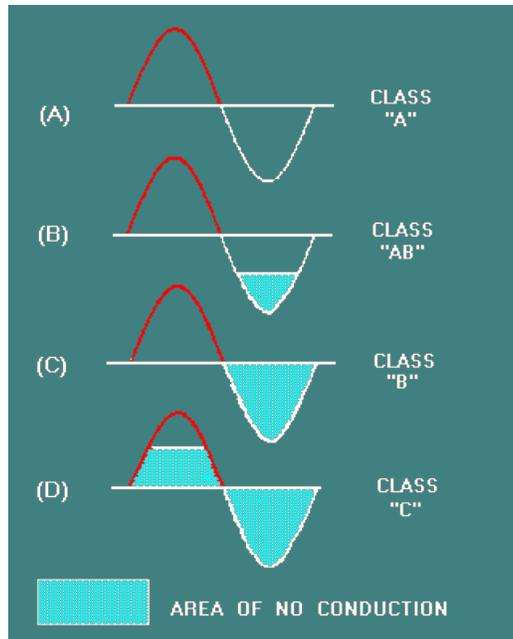 (A)
CLASS
"A"
(B)
CLASS
"AB"
(C)
CLASS
"B"
(D)
CLASS
"C"
AREA OF NO CONDUCTION